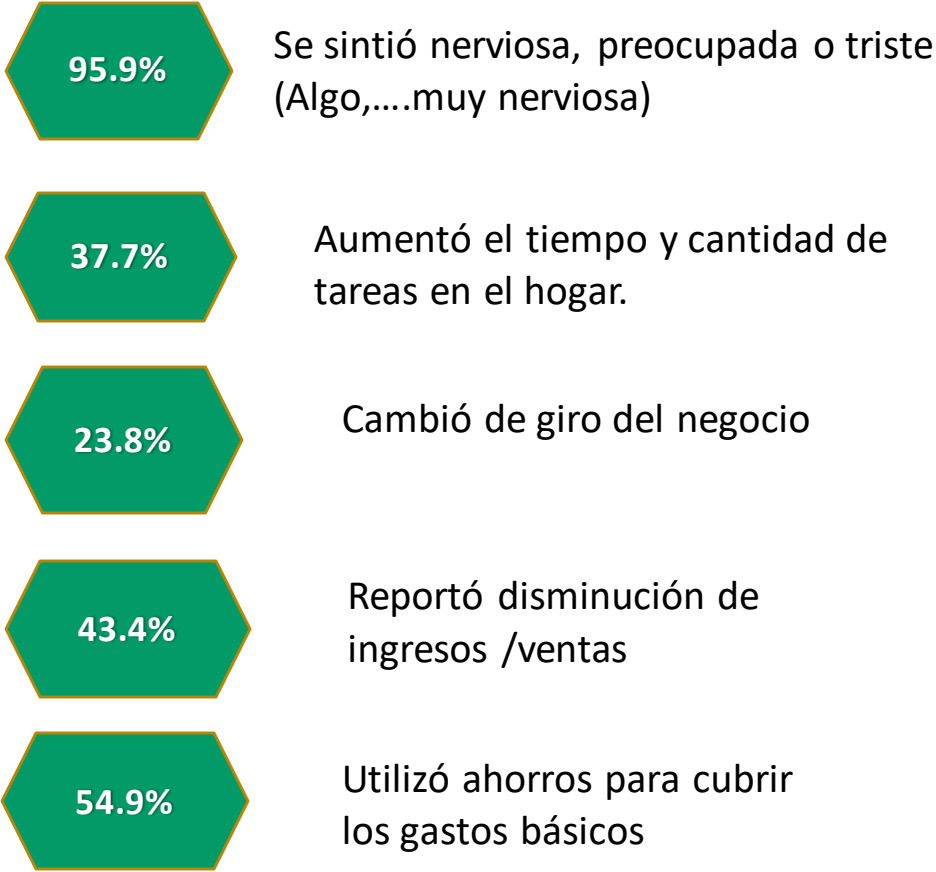 95.9%
Se sintió nerviosa, preocupada o triste
(Algo,....muy nerviosa)
37.7%
Aumentó el tiempo y cantidad de
tareas en el hogar.
23.8%
Cambió de giro del negocio
43.4%
Reportó disminución de
ingresos /ventas
54.9%
Utilizó ahorros para cubrir
los gastos básicos